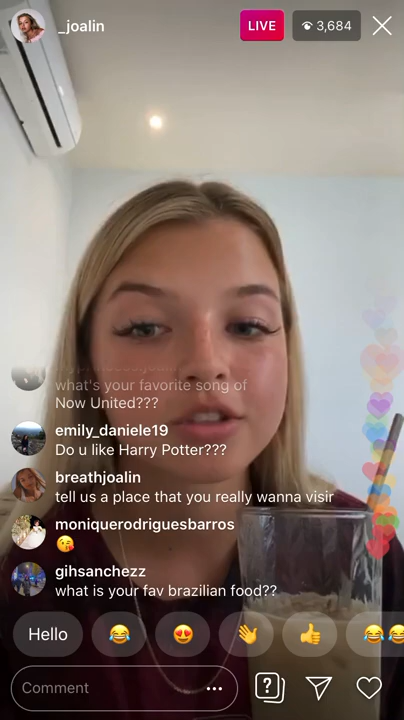 _joalin
LIVE
3,684
what's your favorite song of
Now United???
emily_daniele19
Do u like Harry Potter???
breathjoalin
tell us a place that you really wanna visir
moniquerodriguesbarros
😘
gihsanchezz
what is your fav brazilian food??
Hello 😂 😍 👋 👍 😂😂
Comment